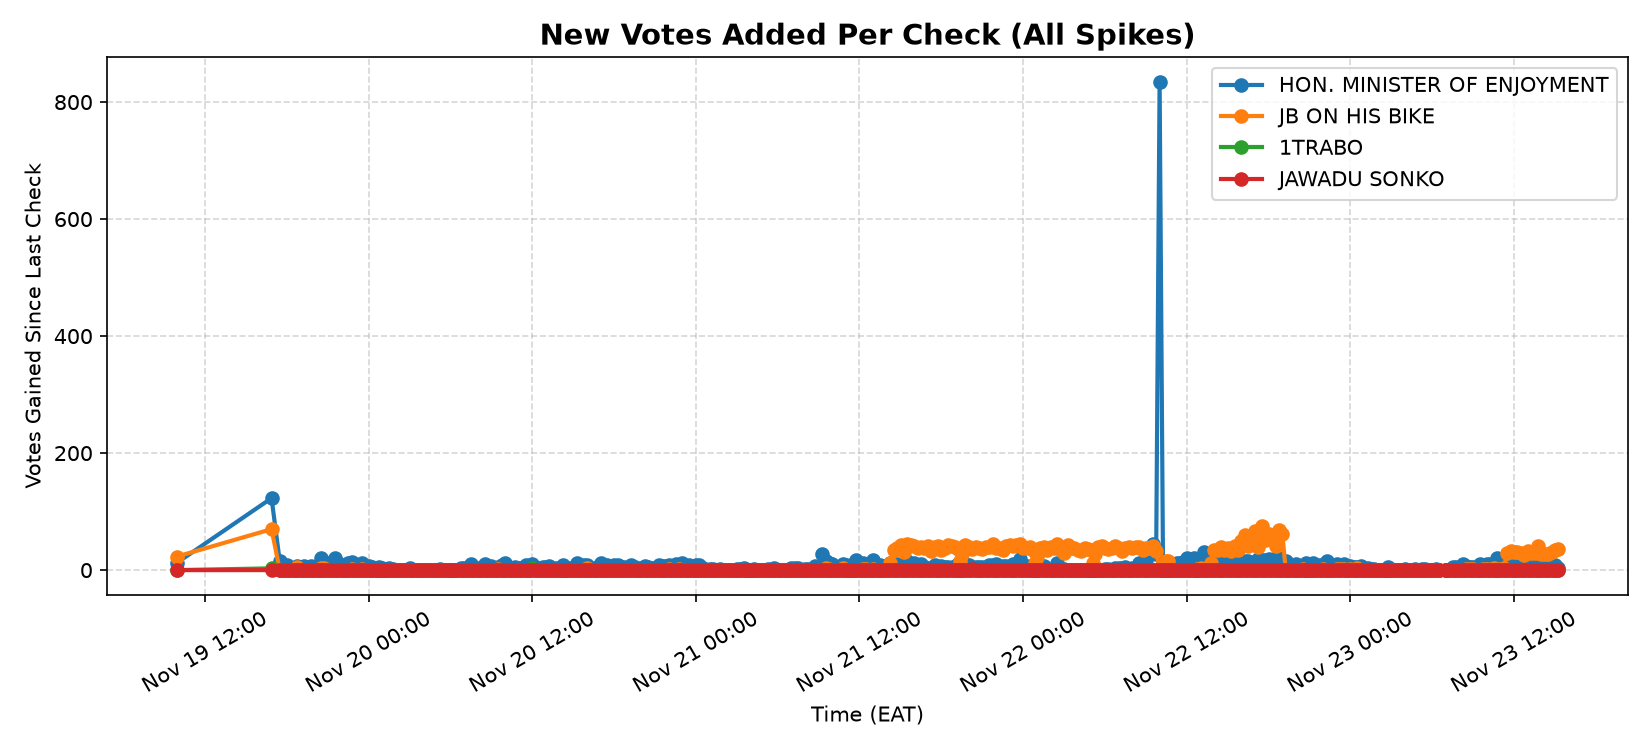 New Votes Added Per Check (All Spikes)
HON. MINISTER OF ENJOYMENT
JB ON HIS BIKE
1TRABO
JAWADU SONKO
Votes Gained Since Last Check
800
600
400
200
0
Nov 19 12:00
Nov 20 00:00
Nov 20 12:00
Nov 21 00:00
Nov 21 12:00
Nov 22 00:00
Nov 22 12:00
Nov 23 00:00
Nov 23 12:00
Time (EAT)